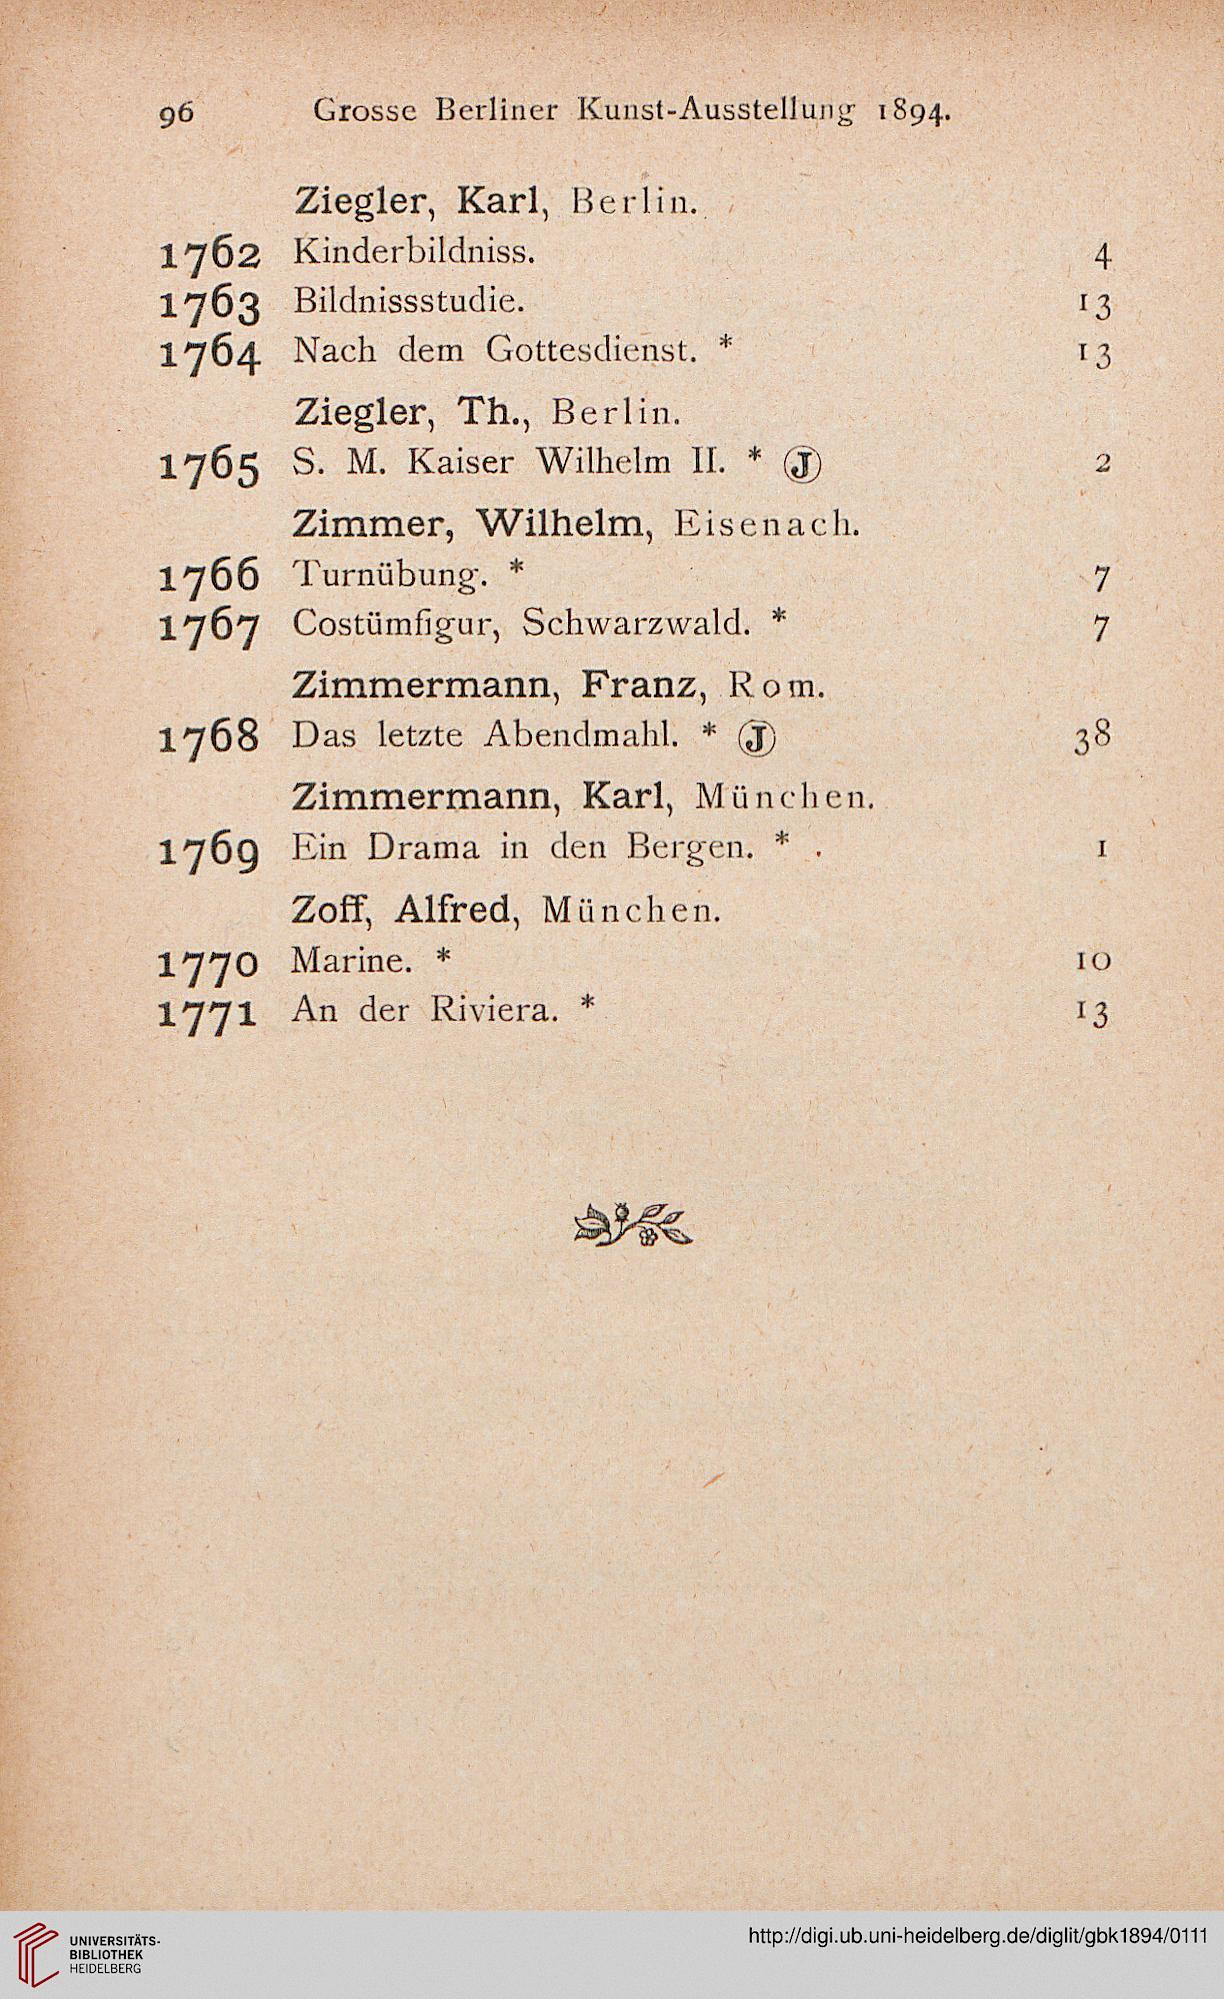 96 Grosse Berliner Kunst-Ausstellung 1894.
Ziegler, Karl, Berlin.
1762 Kinderbildniss. 4
1763 Bildnissstudie. 13
1764 Nach dem Gottesdienst. * 13
Ziegler, Th., Berlin.
1765 S. M. Kaiser Wilhelm II. * Ⓙ 2
Zimmer, Wilhelm, Eisenach.
1766 Turnübung. * 7
1767 Costümfigur, Schwarzwald. * 7
Zimmermann, Franz, Rom.
1768 Das letzte Abendmahl. * Ⓙ 38
Zimmermann, Karl, München.
1769 Ein Drama in den Bergen. * 1
Zoff, Alfred, München.
1770 Marine. * 10
1771 An der Riviera. * 13
UNIVERSITÄTS-
BIBLIOTHEK
HEIDELBERG
http://digi.ub.uni-heidelberg.de/diglit/gbk1894/0111